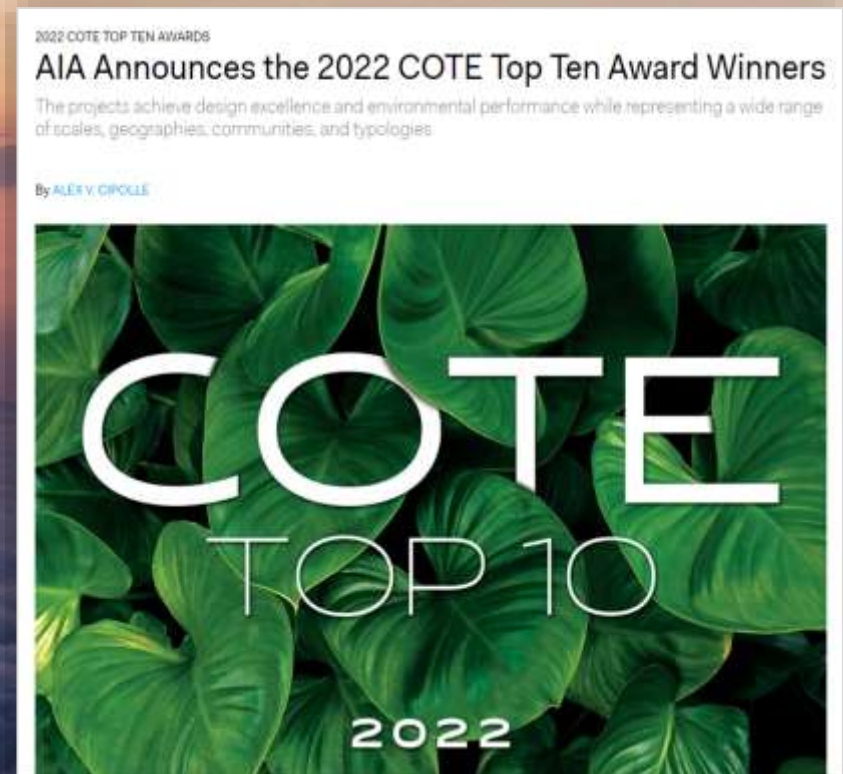 2022 COTE TOP TEN AWARDS
AIA Announces the 2022 COTE Top Ten Award Winners
The projects achieve design excellence and environmental performance while representing a wide range
of scales, geographies, communities, and typologies
By ALEX V. CIPOLLE
COTE
TOP 10
2022